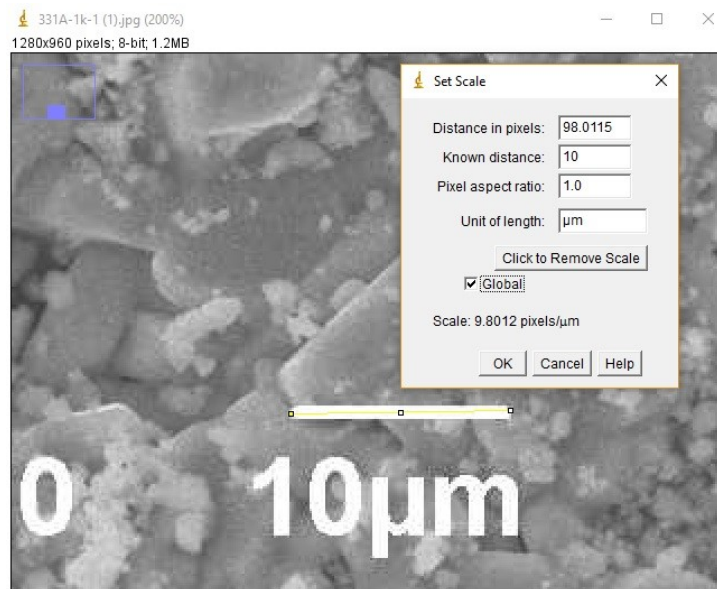 331A-1k-1 (1).jpg (200%)
1280x960 pixels; 8-bit; 1.2MB
Set Scale
Distance in pixels: 98.0115
Known distance: 10
Pixel aspect ratio: 1.0
Unit of length: µm
Click to Remove Scale
Global
Scale: 9.8012 pixels/µm
OK Cancel Help
0 10µm